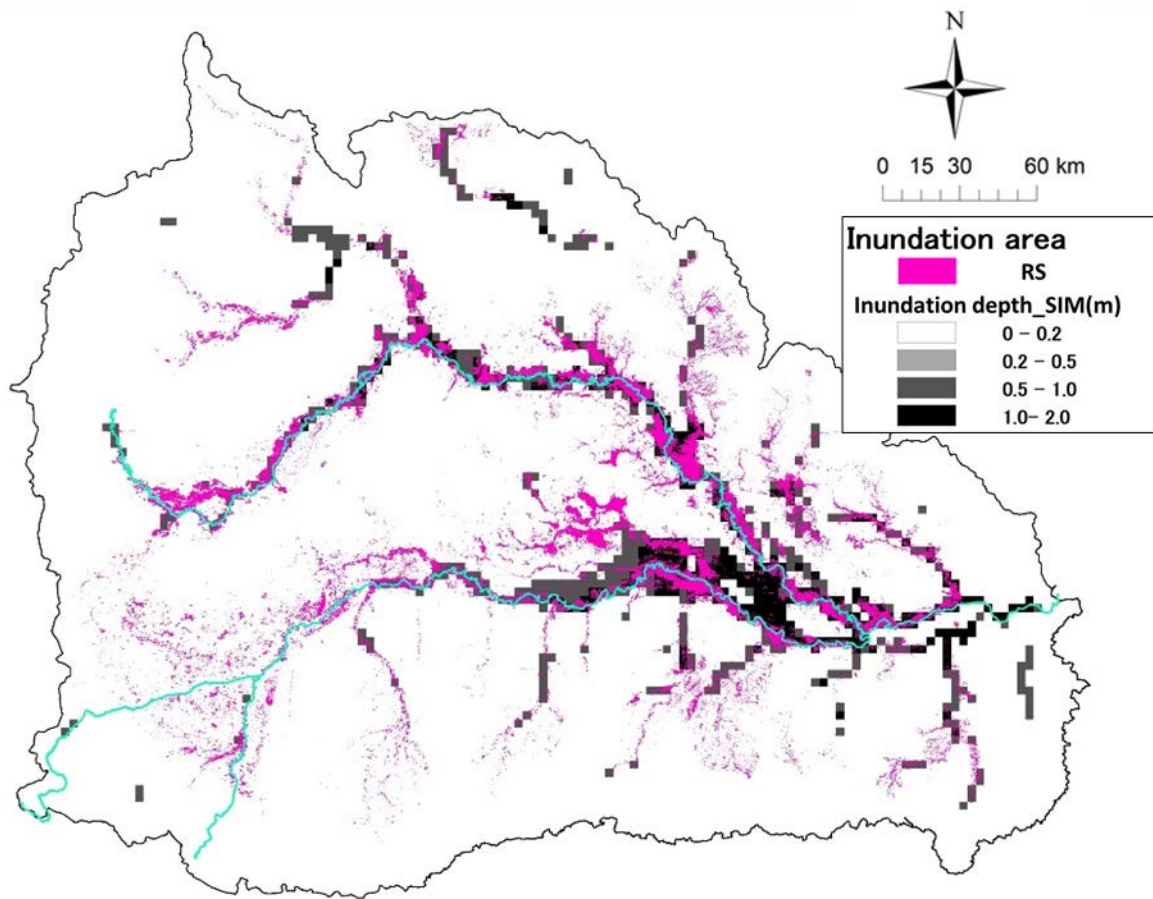 N
0 15 30 60 km
Inundation area
RS
Inundation depth_SIM(m)
0 – 0.2
0.2 – 0.5
0.5 – 1.0
1.0– 2.0